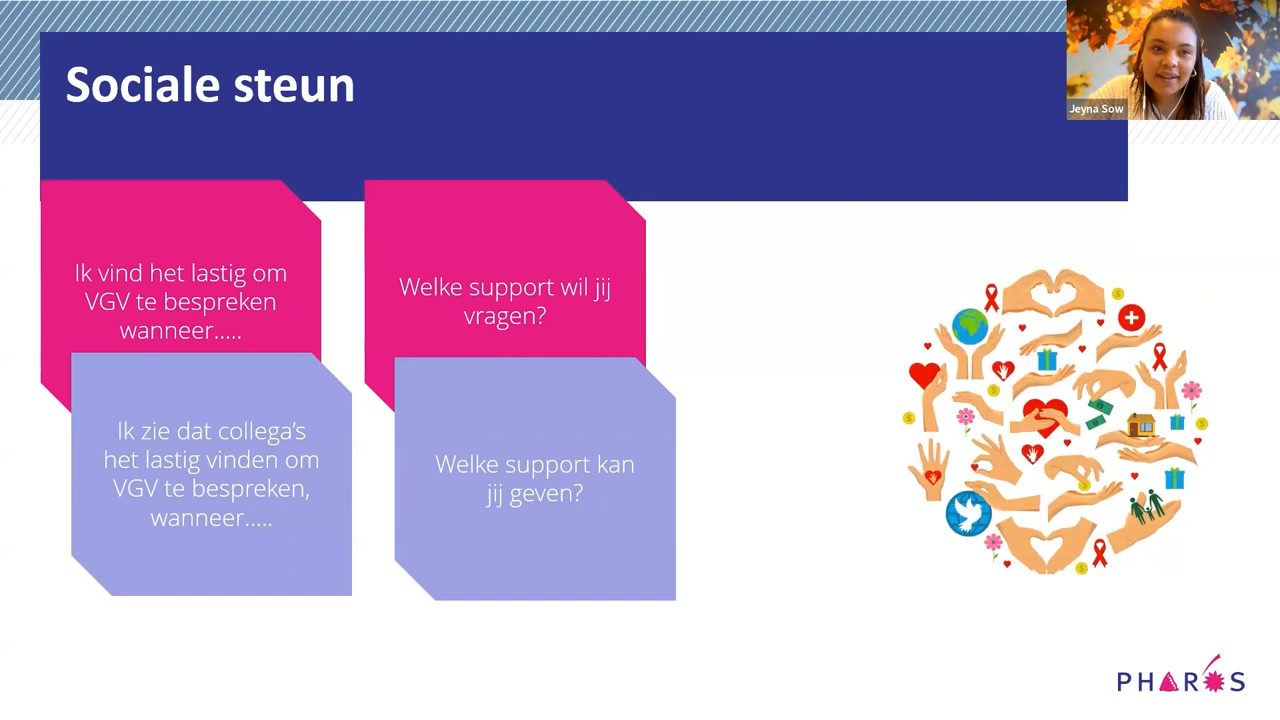 Sociale steun
Jeyna Sow
Ik vind het lastig om
VGV te bespreken
wanneer.....
Welke support wil jij
vragen?
Ik zie dat collega's
het lastig vinden om
VGV te bespreken,
wanneer.....
Welke support kan
jij geven?
PHAROS